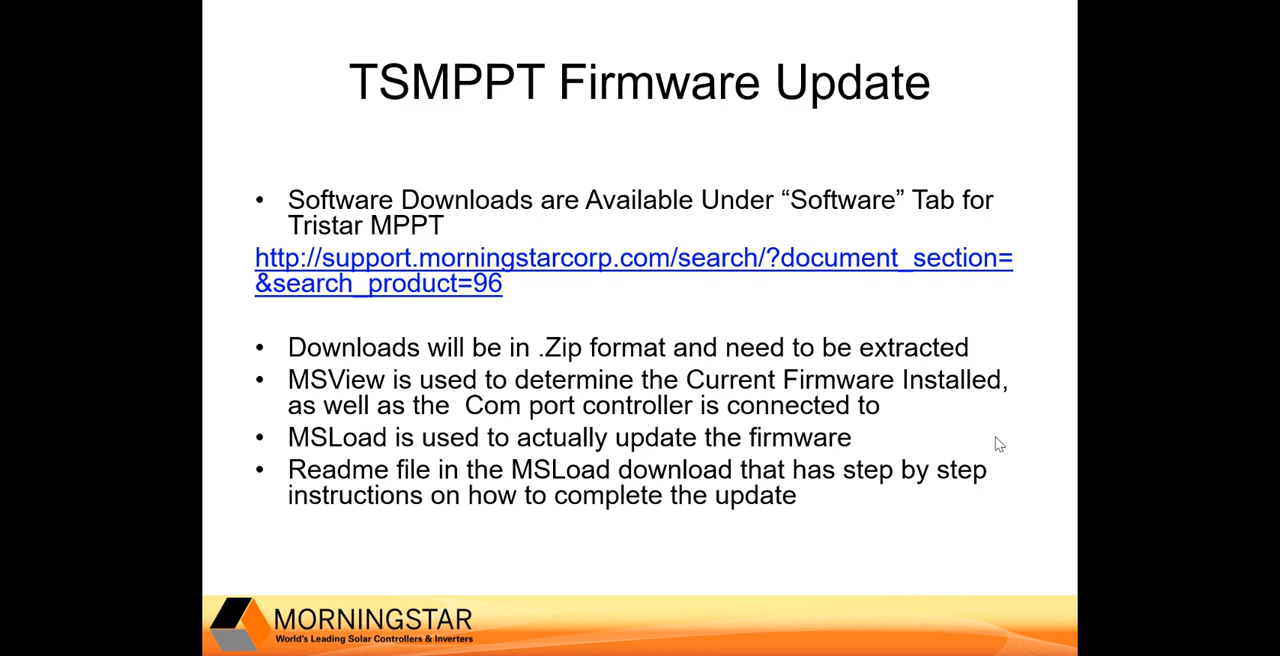 TSMPPT Firmware Update
• Software Downloads are Available Under “Software” Tab for
Tristar MPPT
http://support.morningstarcorp.com/search/?document_section=
&search_product=96
• Downloads will be in .Zip format and need to be extracted
• MSView is used to determine the Current Firmware Installed,
as well as the  Com port controller is connected to
• MSLoad is used to actually update the firmware
• Readme file in the MSLoad download that has step by step
instructions on how to complete the update
MORNINGSTAR
World's Leading Solar Controllers & Inverters